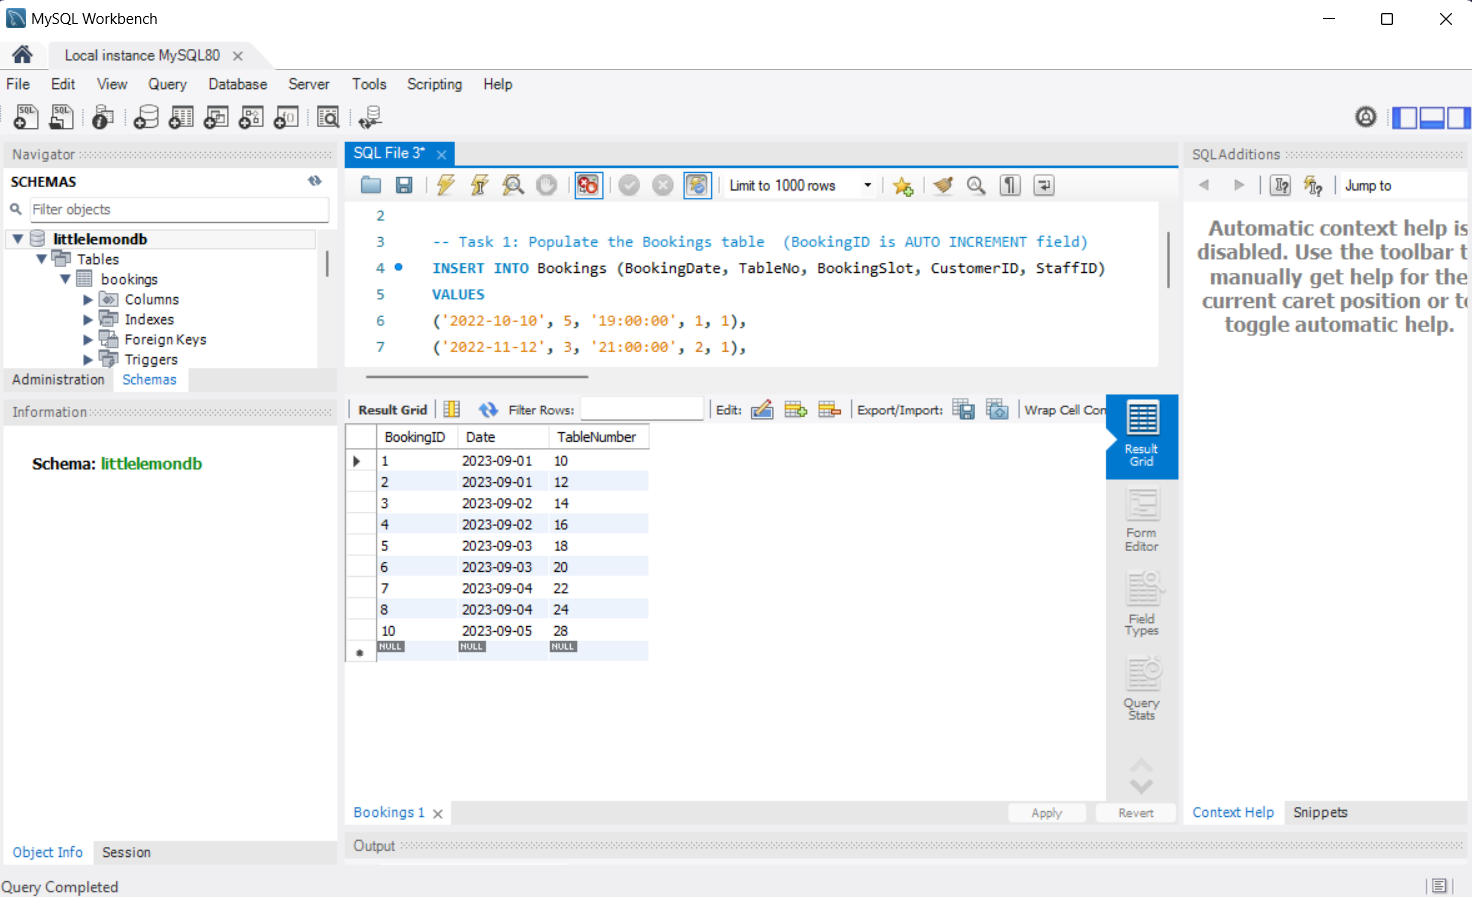 MySQL Workbench
Local instance MySQL80
File Edit View Query Database Server Tools Scripting Help
Navigator
SCHEMAS
Filter objects
littlelemondb
Tables
bookings
Columns
Indexes
Foreign Keys
Triggers
Administration Schemas
Information
Schema: littlelemondb
Object Info Session
Query Completed
SQL File 3*
Limit to 1000 rows
2
3 -- Task 1: Populate the Bookings table (BookingID is AUTO INCREMENT field)
4 INSERT INTO Bookings (BookingDate, TableNo, BookingSlot, CustomerID, StaffID)
5 VALUES
6 ('2022-10-10', 5, '19:00:00', 1, 1),
7 ('2022-11-12', 3, '21:00:00', 2, 1),
Result Grid Filter Rows: Edit: Export/Import: Wrap Cell Con
BookingID Date TableNumber
1 2023-09-01 10
2 2023-09-01 12
3 2023-09-02 14
4 2023-09-02 16
5 2023-09-03 18
6 2023-09-03 20
7 2023-09-04 22
8 2023-09-04 24
10 2023-09-05 28
NULL NULL NULL
Result
Grid
Form
Editor
Field
Types
Query
Stats
Bookings 1
Apply Revert
Output
SQLAdditions
Jump to
Automatic context help is
disabled. Use the toolbar t
manually get help for the
current caret position or to
toggle automatic help.
Context Help Snippets